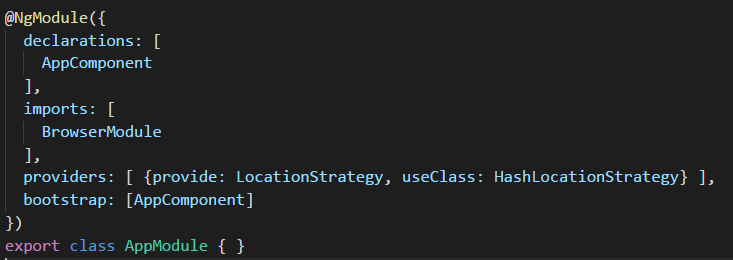 @NgModule({
  declarations: [
    AppComponent
  ],
  imports: [
    BrowserModule
  ],
  providers: [ {provide: LocationStrategy, useClass: HashLocationStrategy} ],
  bootstrap: [AppComponent]
})
export class AppModule { }